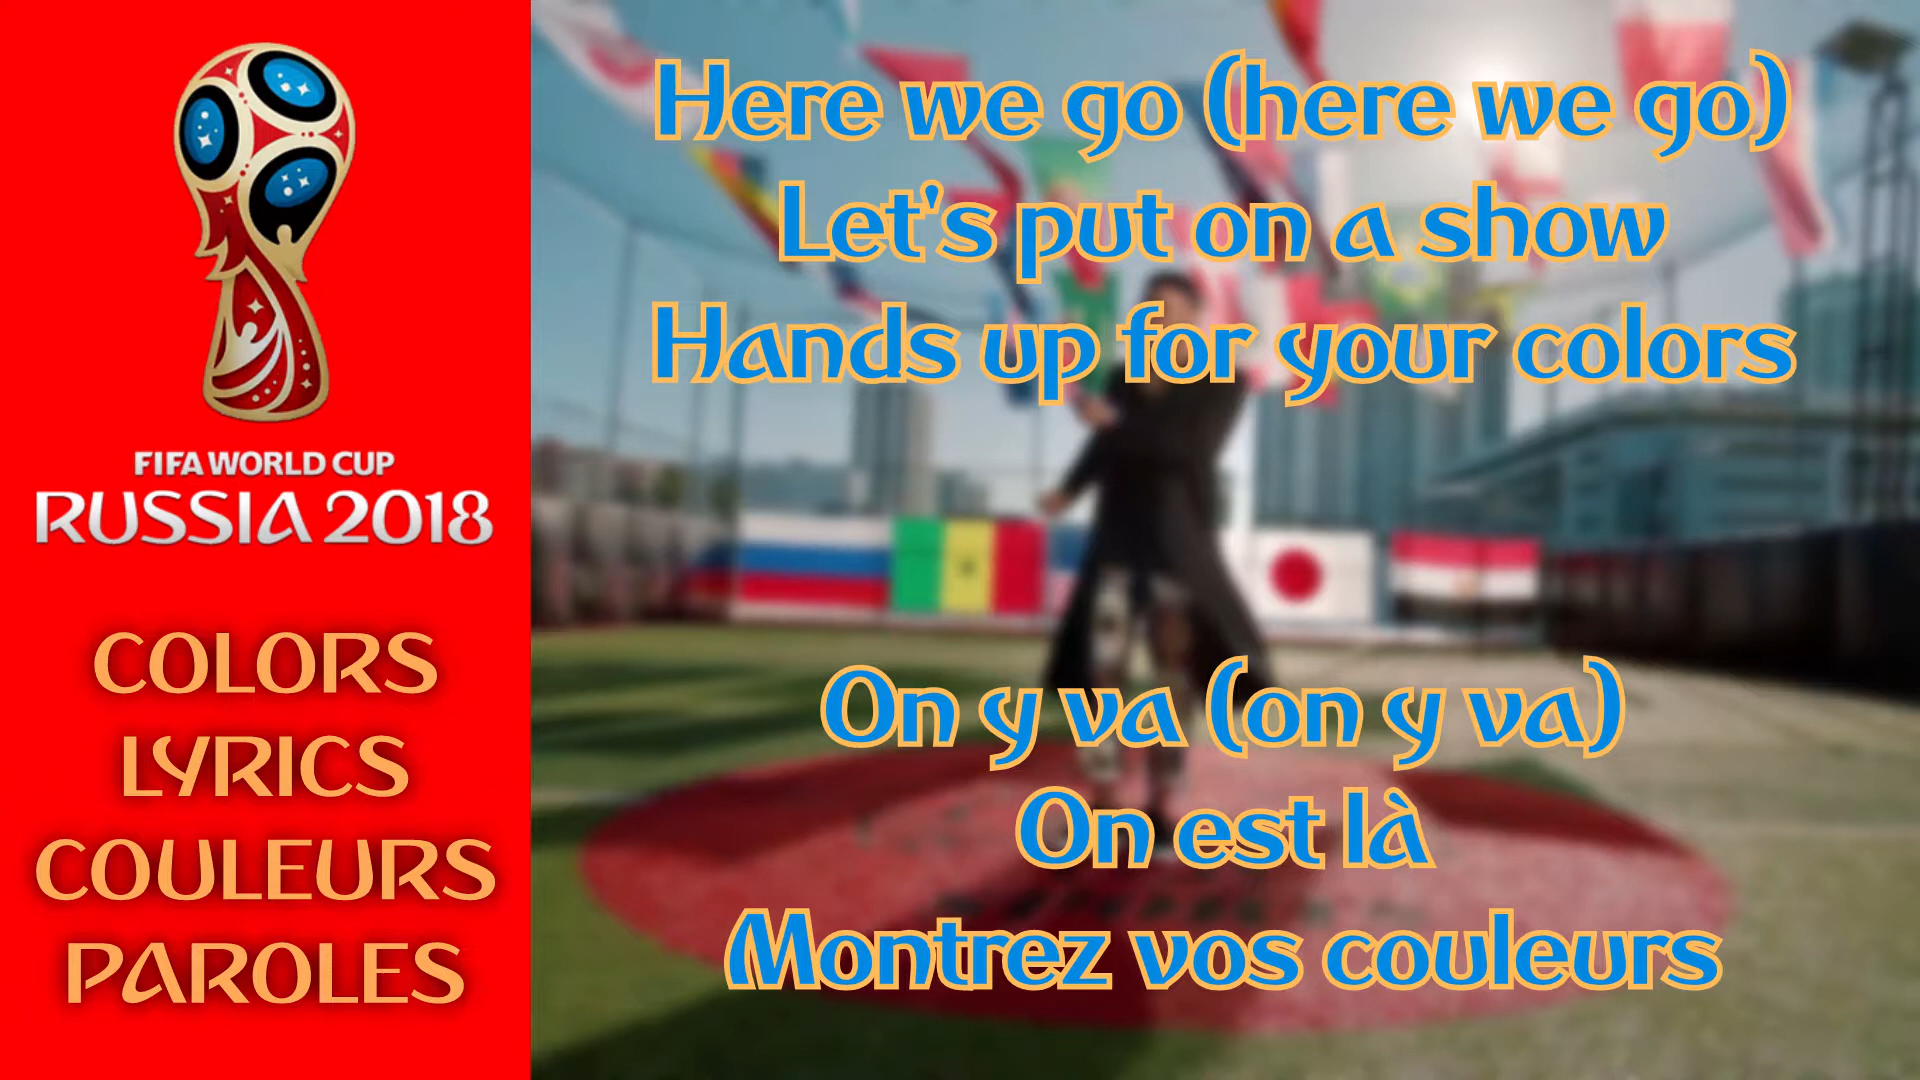 FIFA WORLD CUP
RUSSIA 2018
COLORS
LYRICS
COULEURS
PAROLES
Here we go (here we go)
Let's put on a show
Hands up for your colors
On y va (on y va)
On est là
Montrez vos couleurs